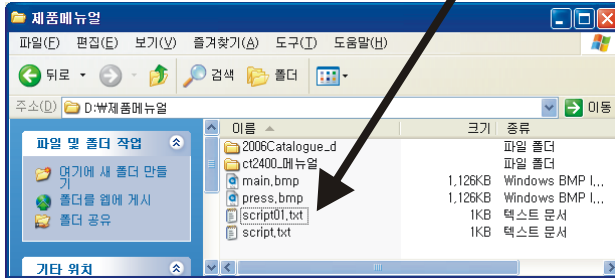 제품메뉴얼
파일(F) 편집(E) 보기(V) 즐겨찾기(A) 도구(T) 도움말(H)
뒤로 검색 폴더
주소(D) D:\제품메뉴얼 이동
파일 및 폴더 작업
여기에 새 폴더 만들
기
폴더를 웹에 게시
폴더 공유
기타 위치
이름 크기 종류
2006Catalogue_d 파일 폴더
ct2400_메뉴얼 파일 폴더
main.bmp 1,126KB Windows BMP I...
press.bmp 1,126KB Windows BMP I...
script01.txt 1KB 텍스트 문서
script.txt 1KB 텍스트 문서